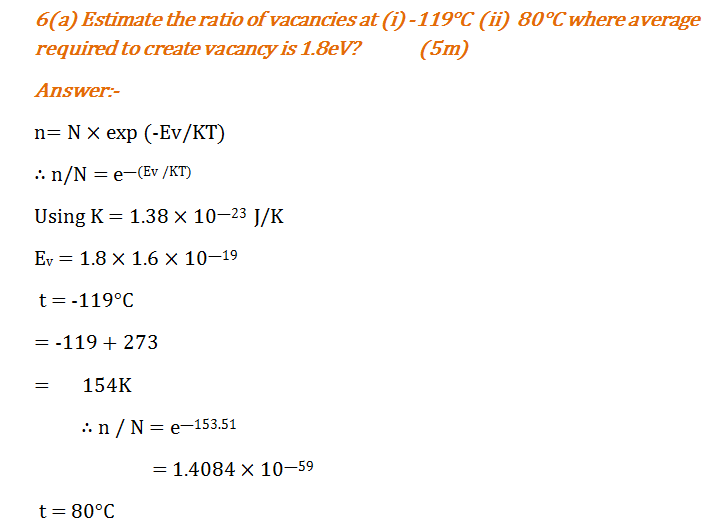 6(a) Estimate the ratio of vacancies at (i) -119°C (ii) 80°C where average
required to create vacancy is 1.8eV? (5m)
Answer:-
n= N × exp (-Ev/KT)
∴ n/N = e—(Ev /KT)
Using K = 1.38 × 10—23 J/K
Ev = 1.8 × 1.6 × 10—19
t = -119°C
= -119 + 273
= 154K
∴ n / N = e—153.51
= 1.4084 × 10—59
t = 80°C